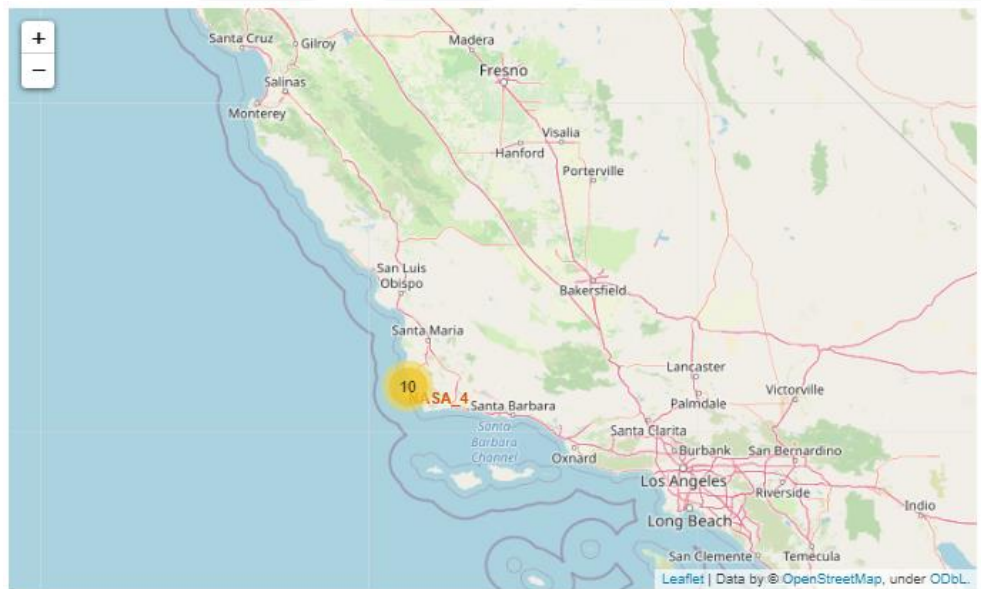 +
−
Santa Cruz
Gilroy
Madera
Fresno
Salinas
Monterey
Visalia
Hanford
Porterville
San Luis
Obispo
Bakersfield
Santa Maria
Lancaster
10
NASA_4
Santa Barbara
Palmdale
Victorville
Santa
Barbara
Channel
Santa Clarita
Oxnard
Burbank
San Bernardino
Los Angeles
Riverside
Indio
Long Beach
San Clemente
Temecula
Leaflet | Data by © OpenStreetMap, under ODbL.